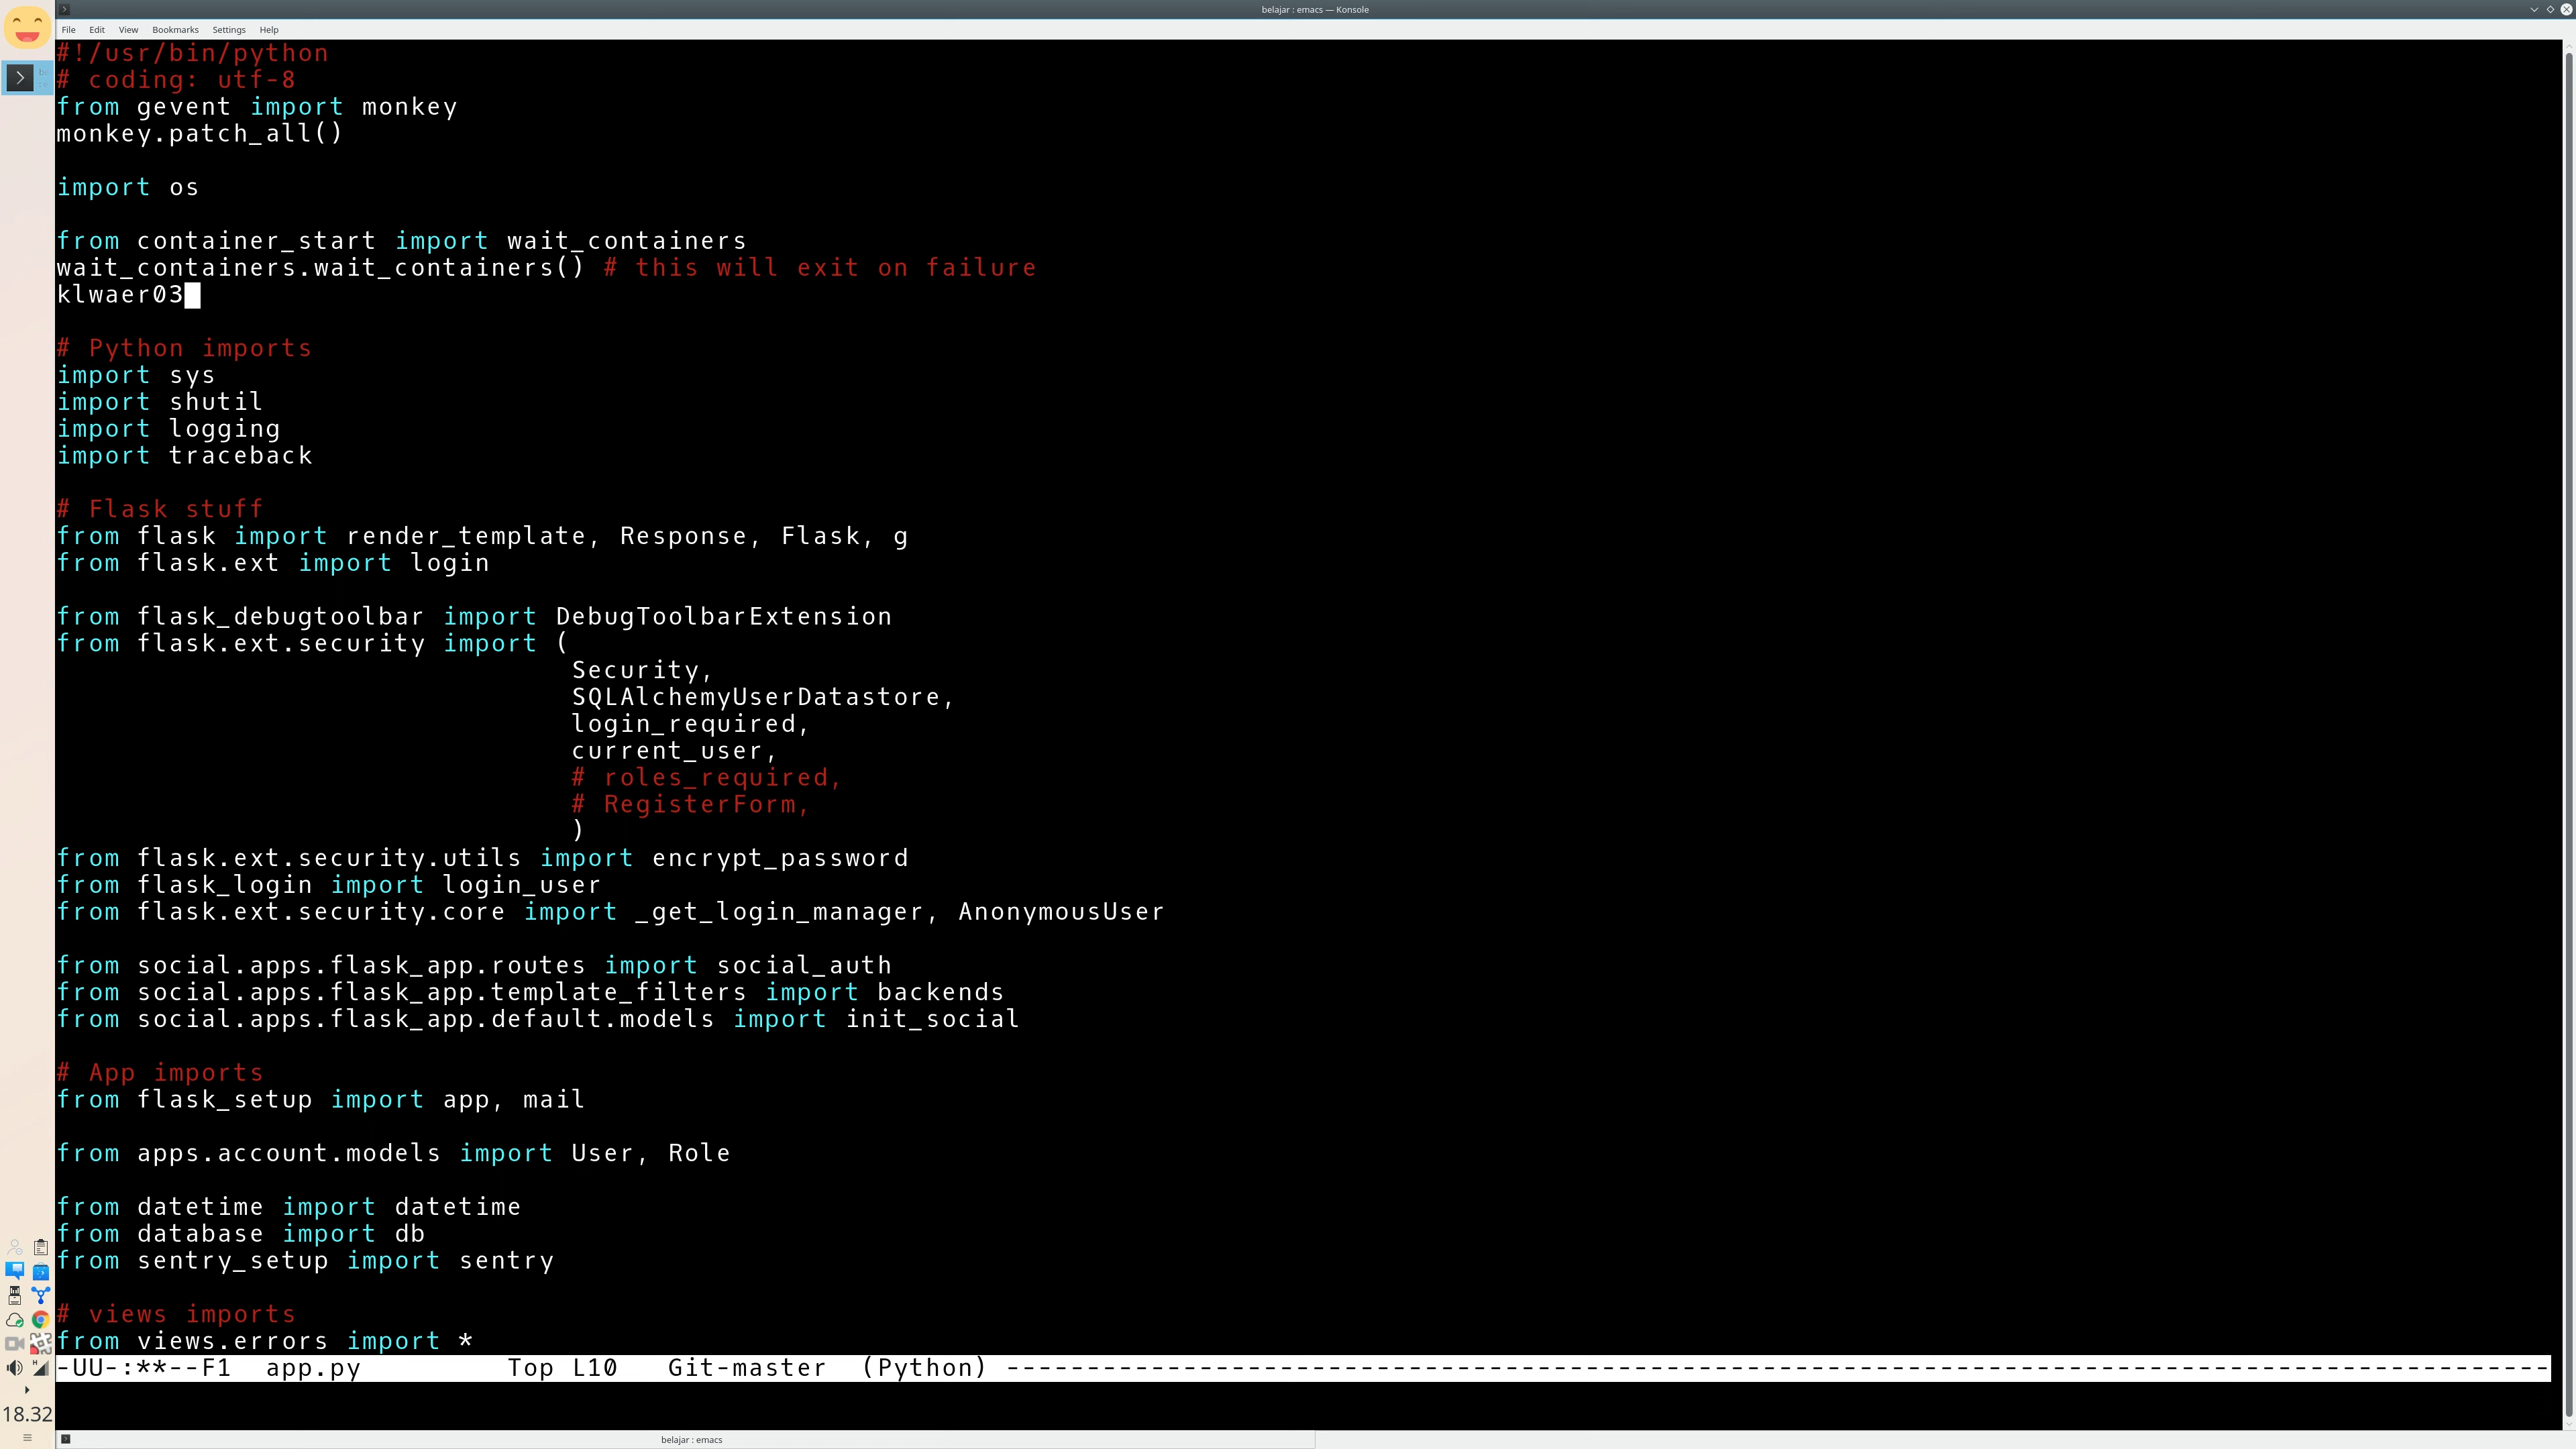 belajar : emacs — Konsole
File Edit View Bookmarks Settings Help
#!/usr/bin/python
# coding: utf-8
from gevent import monkey
monkey.patch_all()
import os
from container_start import wait_containers
wait_containers.wait_containers() # this will exit on failure
klwaer03
# Python imports
import sys
import shutil
import logging
import traceback
# Flask stuff
from flask import render_template, Response, Flask, g
from flask.ext import login
from flask_debugtoolbar import DebugToolbarExtension
from flask.ext.security import (
Security,
SQLAlchemyUserDatastore,
login_required,
current_user,
# roles_required,
# RegisterForm,
)
from flask.ext.security.utils import encrypt_password
from flask_login import login_user
from flask.ext.security.core import _get_login_manager, AnonymousUser
from social.apps.flask_app.routes import social_auth
from social.apps.flask_app.template_filters import backends
from social.apps.flask_app.default.models import init_social
# App imports
from flask_setup import app, mail
from apps.account.models import User, Role
from datetime import datetime
from database import db
from sentry_setup import sentry
# views imports
from views.errors import *
-UU-:**--F1  app.py         Top L10   Git-master  (Python) ------------------------------------------------------------------------------------------------
18.32
belajar : emacs